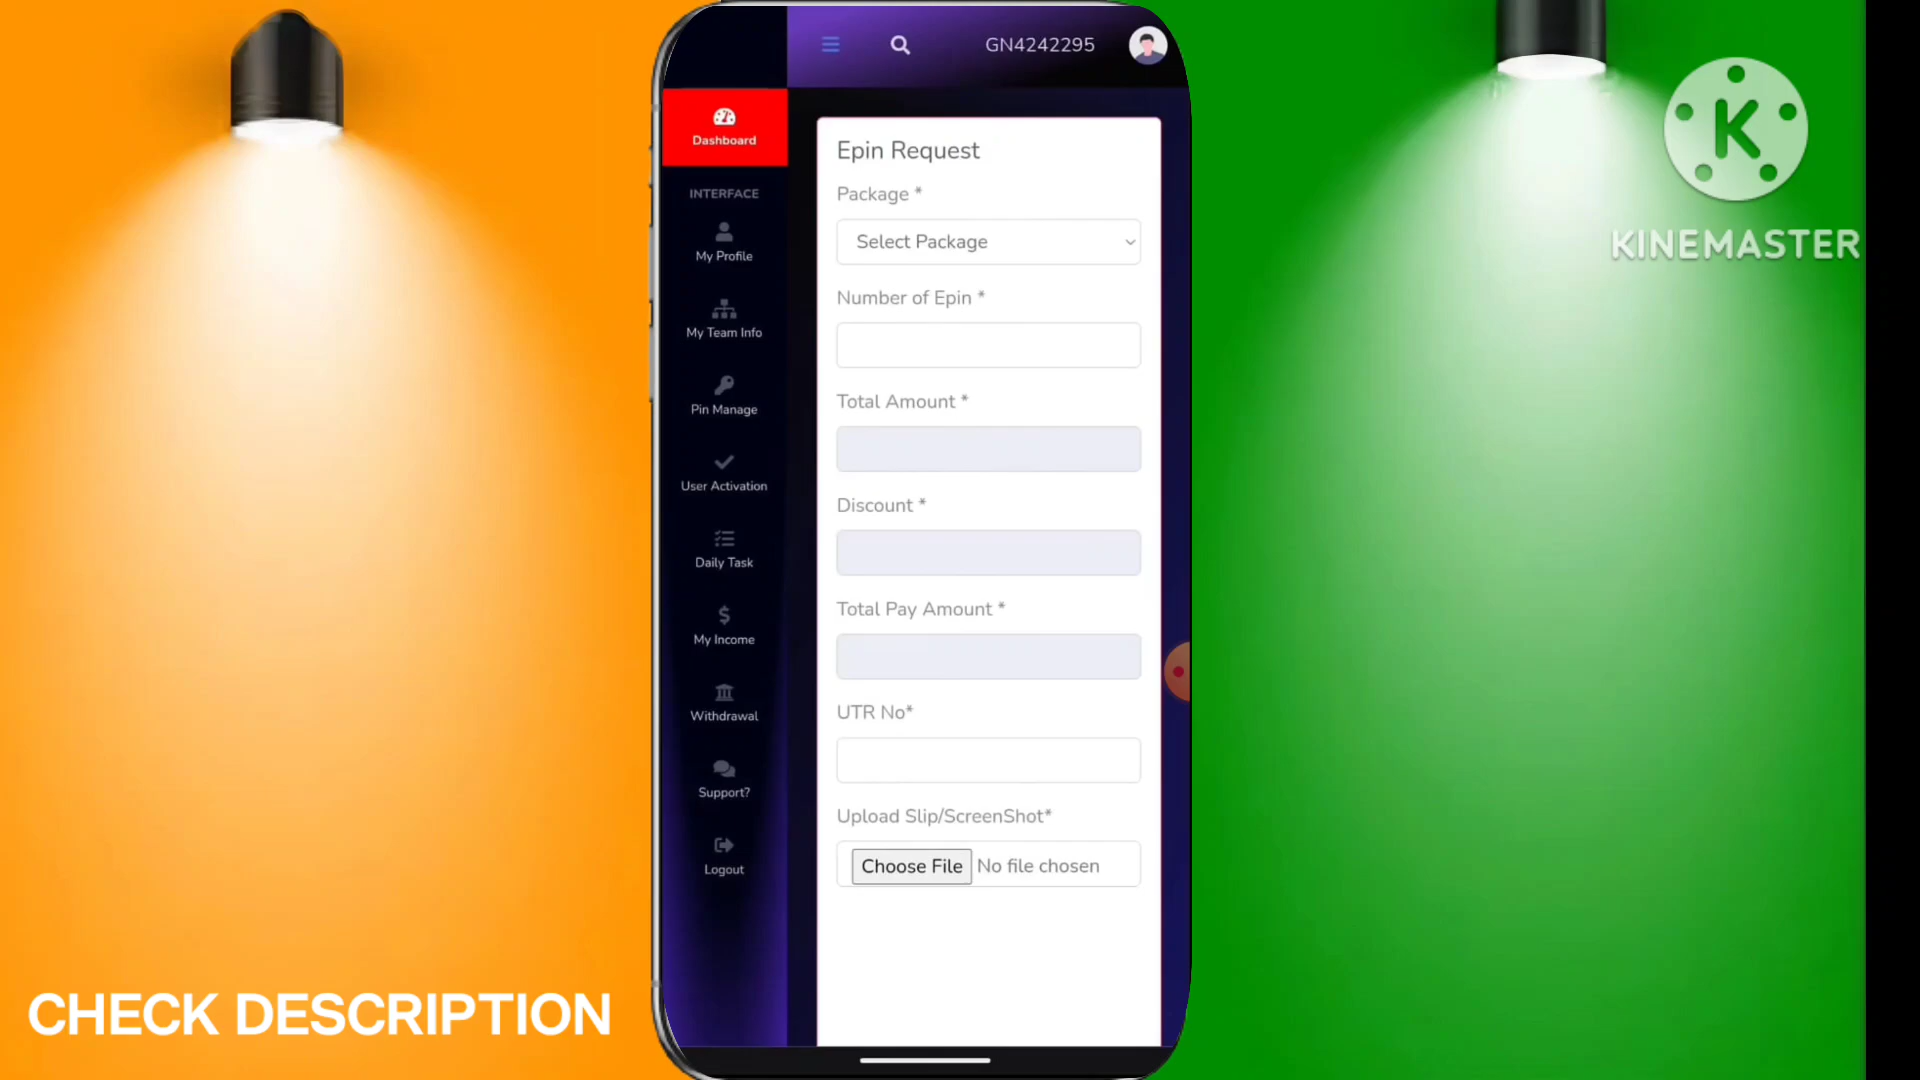 GN4242295
Dashboard
INTERFACE
My Profile
My Team Info
Pin Manage
User Activation
Daily Task
My Income
Withdrawal
Support?
Logout
Epin Request
Package *
Select Package
Number of Epin *
Total Amount *
Discount *
Total Pay Amount *
UTR No*
Upload Slip/ScreenShot*
Choose File No file chosen
K
KINEMASTER
CHECK DESCRIPTION